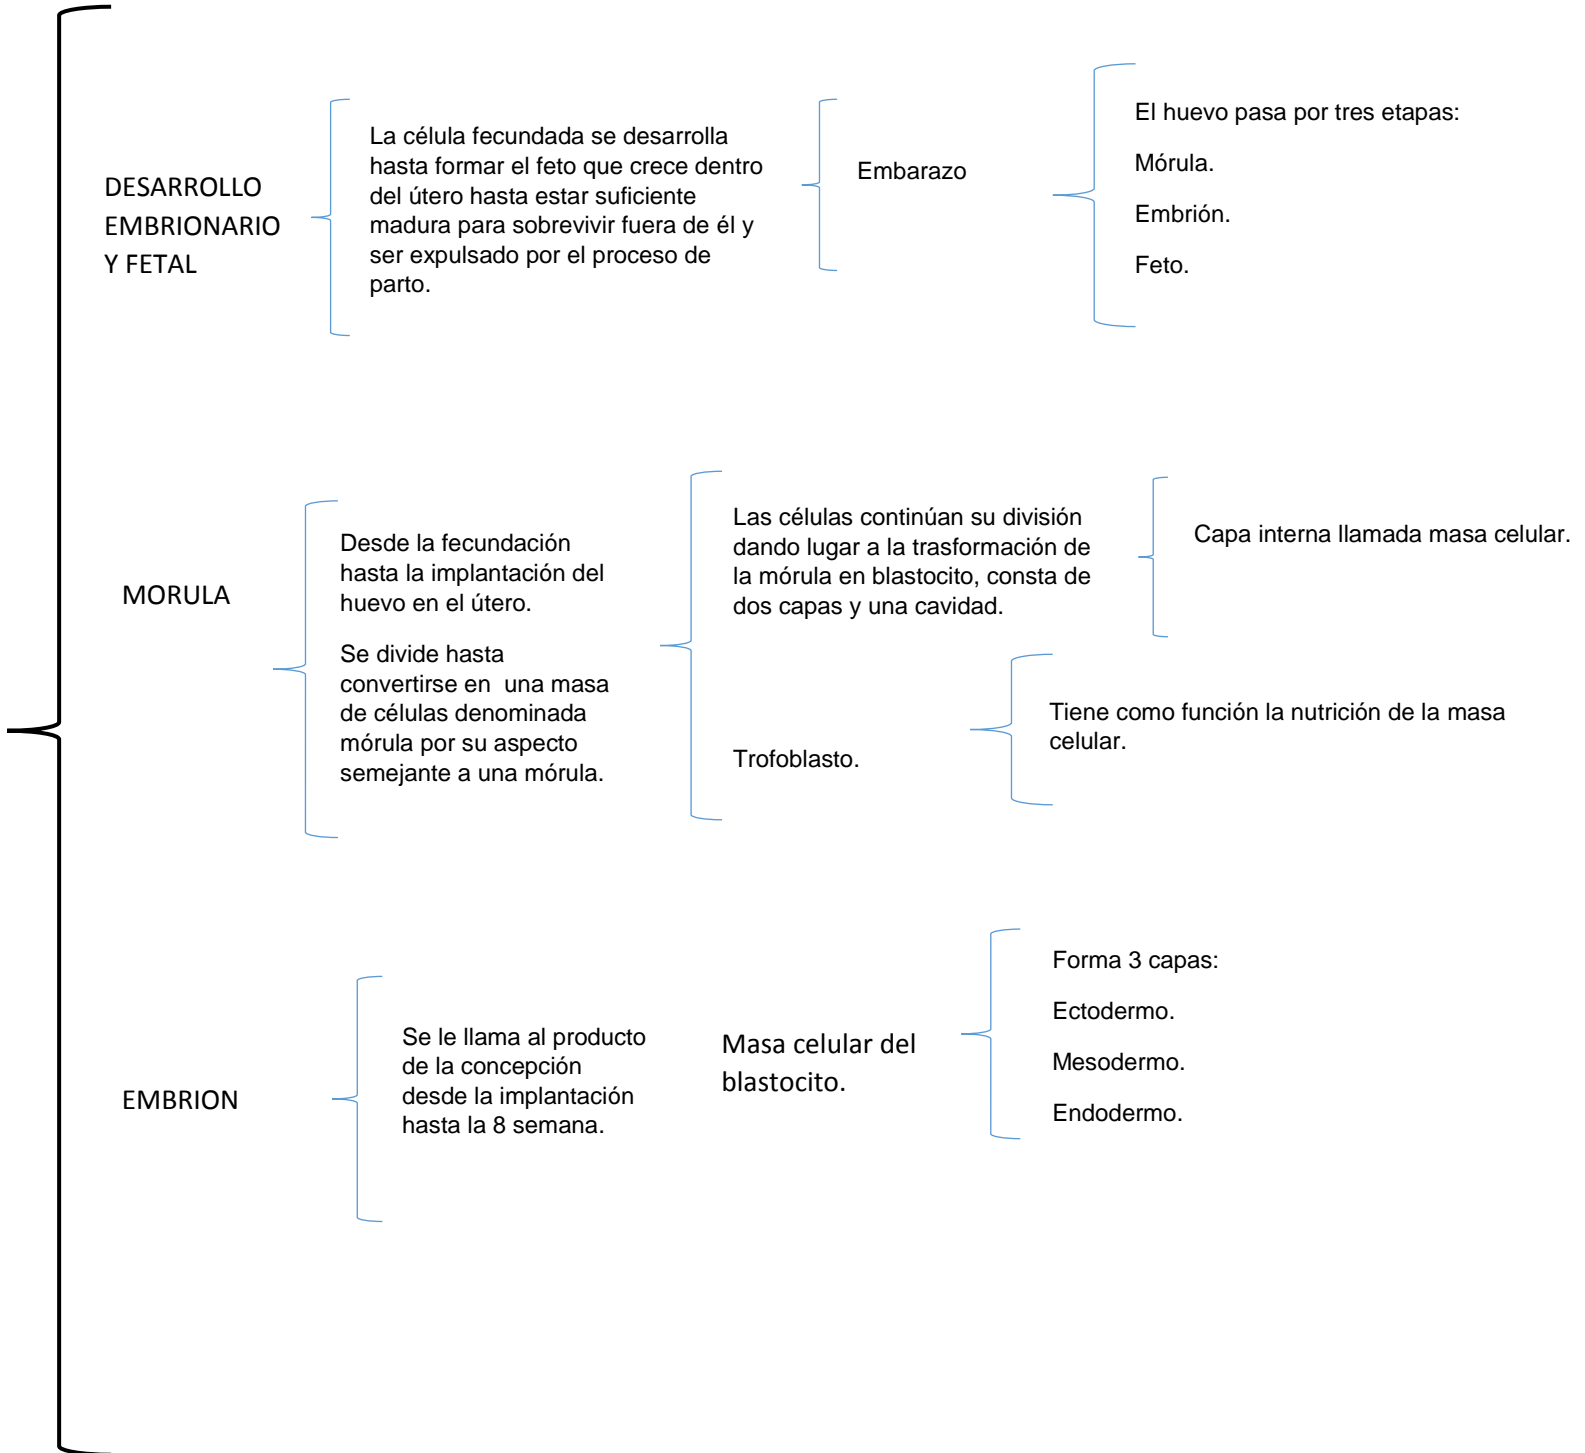 DESARROLLO
EMBRIONARIO
Y FETAL
La célula fecundada se desarrolla
hasta formar el feto que crece dentro
del útero hasta estar suficiente
madura para sobrevivir fuera de él y
ser expulsado por el proceso de
parto.
Embarazo
El huevo pasa por tres etapas:
Mórula.
Embrión.
Feto.
MORULA
Desde la fecundación
hasta la implantación del
huevo en el útero.
Se divide hasta
convertirse en  una masa
de células denominada
mórula por su aspecto
semejante a una mórula.
Las células continúan su división
dando lugar a la trasformación de
la mórula en blastocito, consta de
dos capas y una cavidad.
Capa interna llamada masa celular.
Trofoblasto.
Tiene como función la nutrición de la masa
celular.
EMBRION
Se le llama al producto
de la concepción
desde la implantación
hasta la 8 semana.
Masa celular del
blastocito.
Forma 3 capas:
Ectodermo.
Mesodermo.
Endodermo.